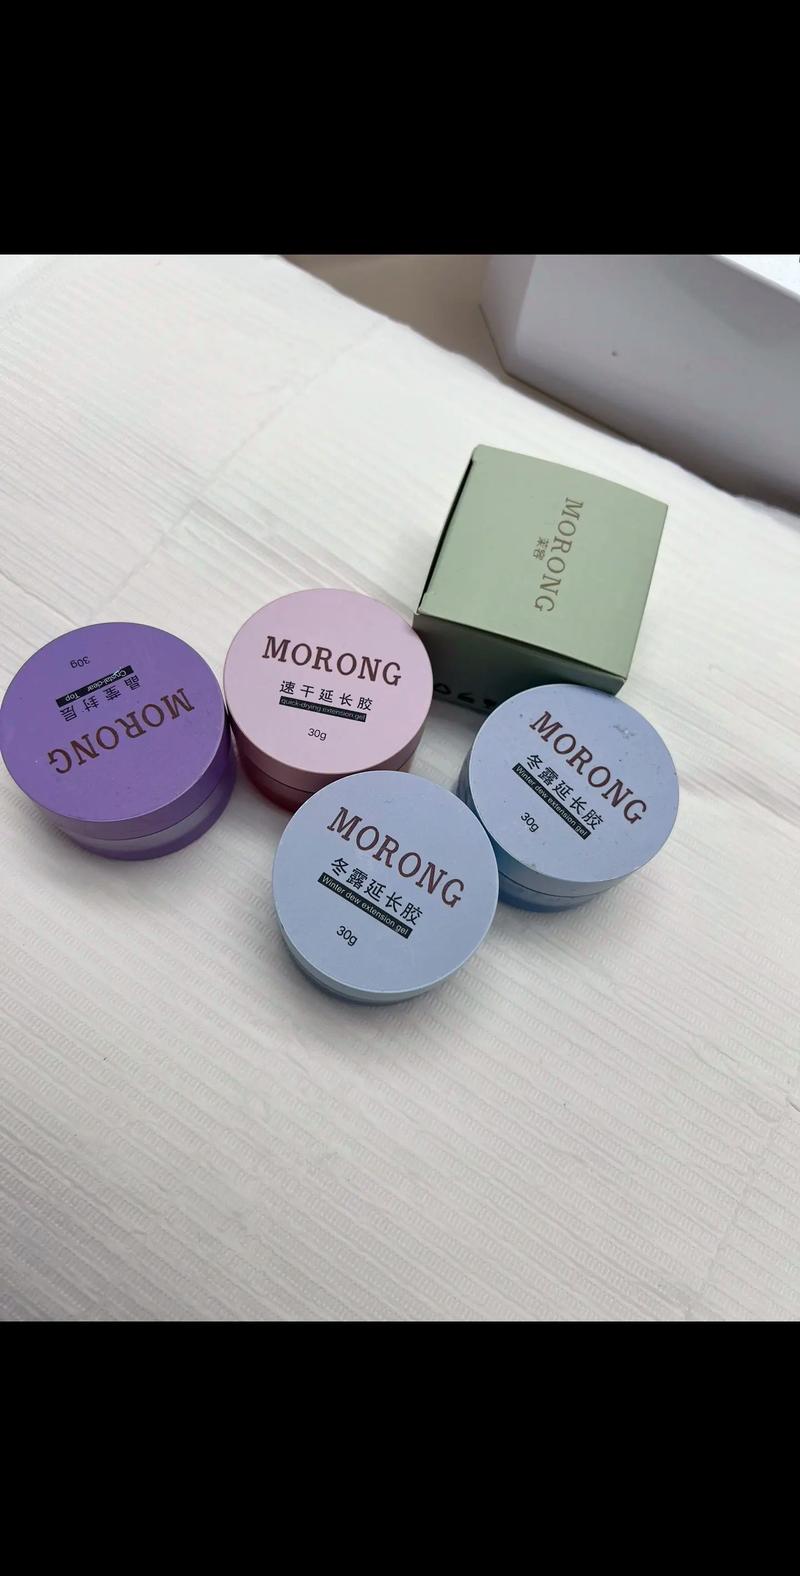 MORONG
MORONG
晶莹封层
Crystal-clear Top
30g
MORONG
速干延长胶
quick-drying extension gel
30g
MORONG
冬露延长胶
Winter dew extension gel
30g
MORONG
冬露延长胶
Winter dew extension gel
30g